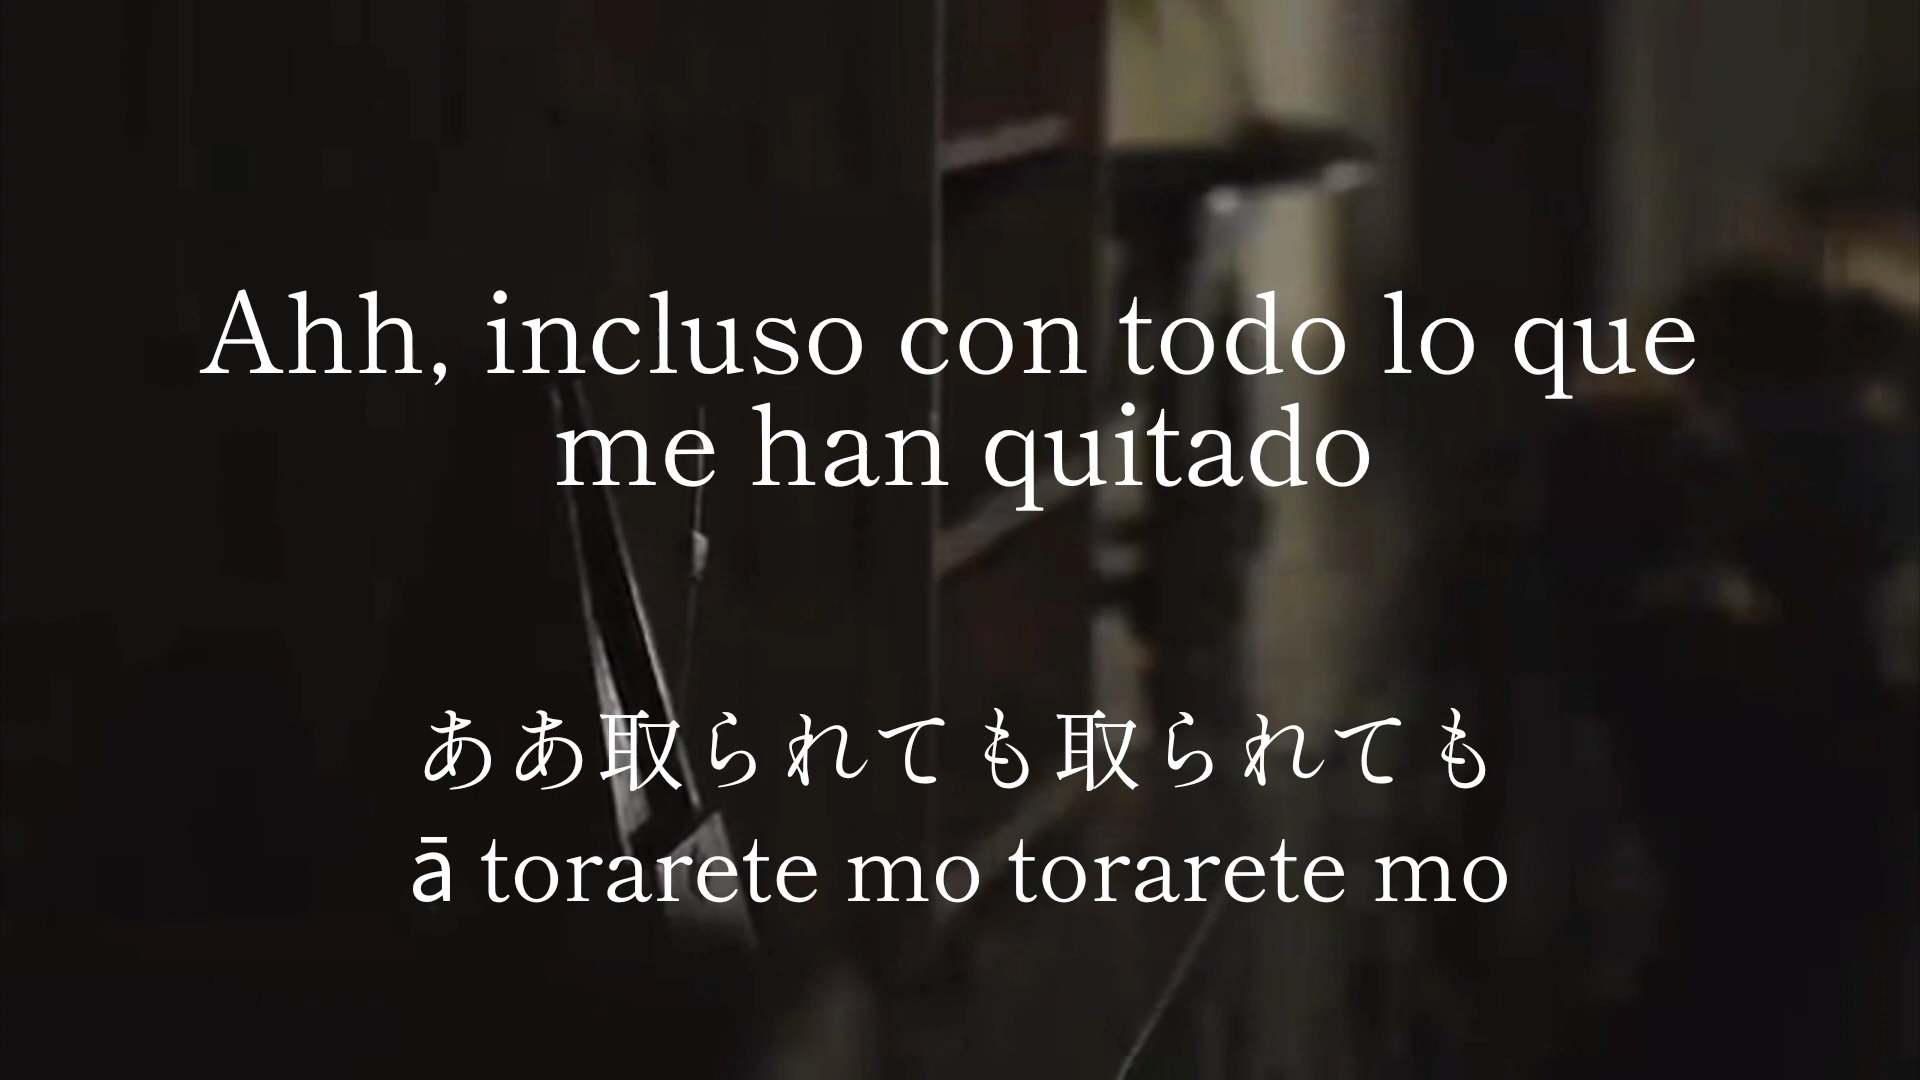 Ahh, incluso con todo lo que
me han quitado
ああ取られても取られても
ā torarete mo torarete mo